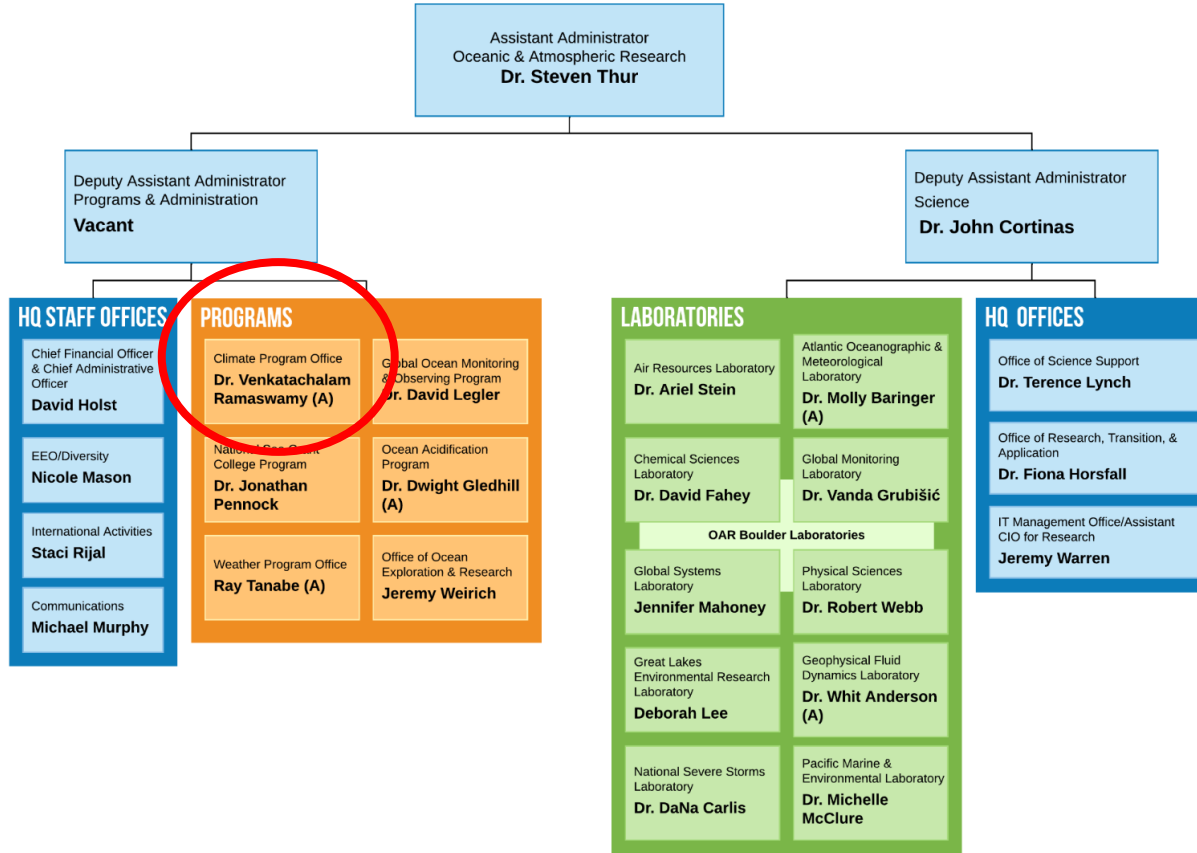 Assistant Administrator
Oceanic & Atmospheric Research
Dr. Steven Thur
Deputy Assistant Administrator
Programs & Administration
Vacant
Deputy Assistant Administrator
Science
Dr. John Cortinas
HQ STAFF OFFICES
Chief Financial Officer
& Chief Administrative
Officer
David Holst
EEO/Diversity
Nicole Mason
International Activities
Staci Rijal
Communications
Michael Murphy
PROGRAMS
Climate Program Office
Dr. Venkatachalam
Ramaswamy (A)
Global Ocean Monitoring
& Observing Program
Dr. David Legler
National Sea Grant
College Program
Dr. Jonathan
Pennock
Ocean Acidification
Program
Dr. Dwight Gledhill
(A)
Weather Program Office
Ray Tanabe (A)
Office of Ocean
Exploration & Research
Jeremy Weirich
LABORATORIES
Air Resources Laboratory
Dr. Ariel Stein
Atlantic Oceanographic &
Meteorological
Laboratory
Dr. Molly Baringer
(A)
Chemical Sciences
Laboratory
Dr. David Fahey
Global Monitoring
Laboratory
Dr. Vanda Grubišić
OAR Boulder Laboratories
Global Systems
Laboratory
Jennifer Mahoney
Physical Sciences
Laboratory
Dr. Robert Webb
Great Lakes
Environmental Research
Laboratory
Deborah Lee
Geophysical Fluid
Dynamics Laboratory
Dr. Whit Anderson
(A)
National Severe Storms
Laboratory
Dr. DaNa Carlis
Pacific Marine &
Environmental Laboratory
Dr. Michelle
McClure
HQ OFFICES
Office of Science Support
Dr. Terence Lynch
Office of Research, Transition, &
Application
Dr. Fiona Horsfall
IT Management Office/Assistant
CIO for Research
Jeremy Warren